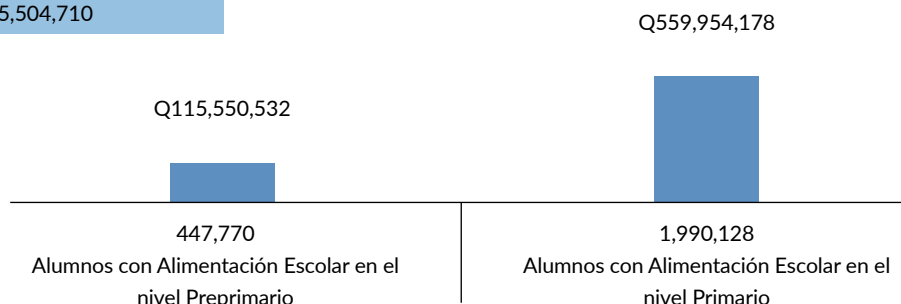 5,504,710
Q559,954,178
Q115,550,532
447,770
Alumnos con Alimentación Escolar en el
nivel Preprimario
1,990,128
Alumnos con Alimentación Escolar en el
nivel Primario